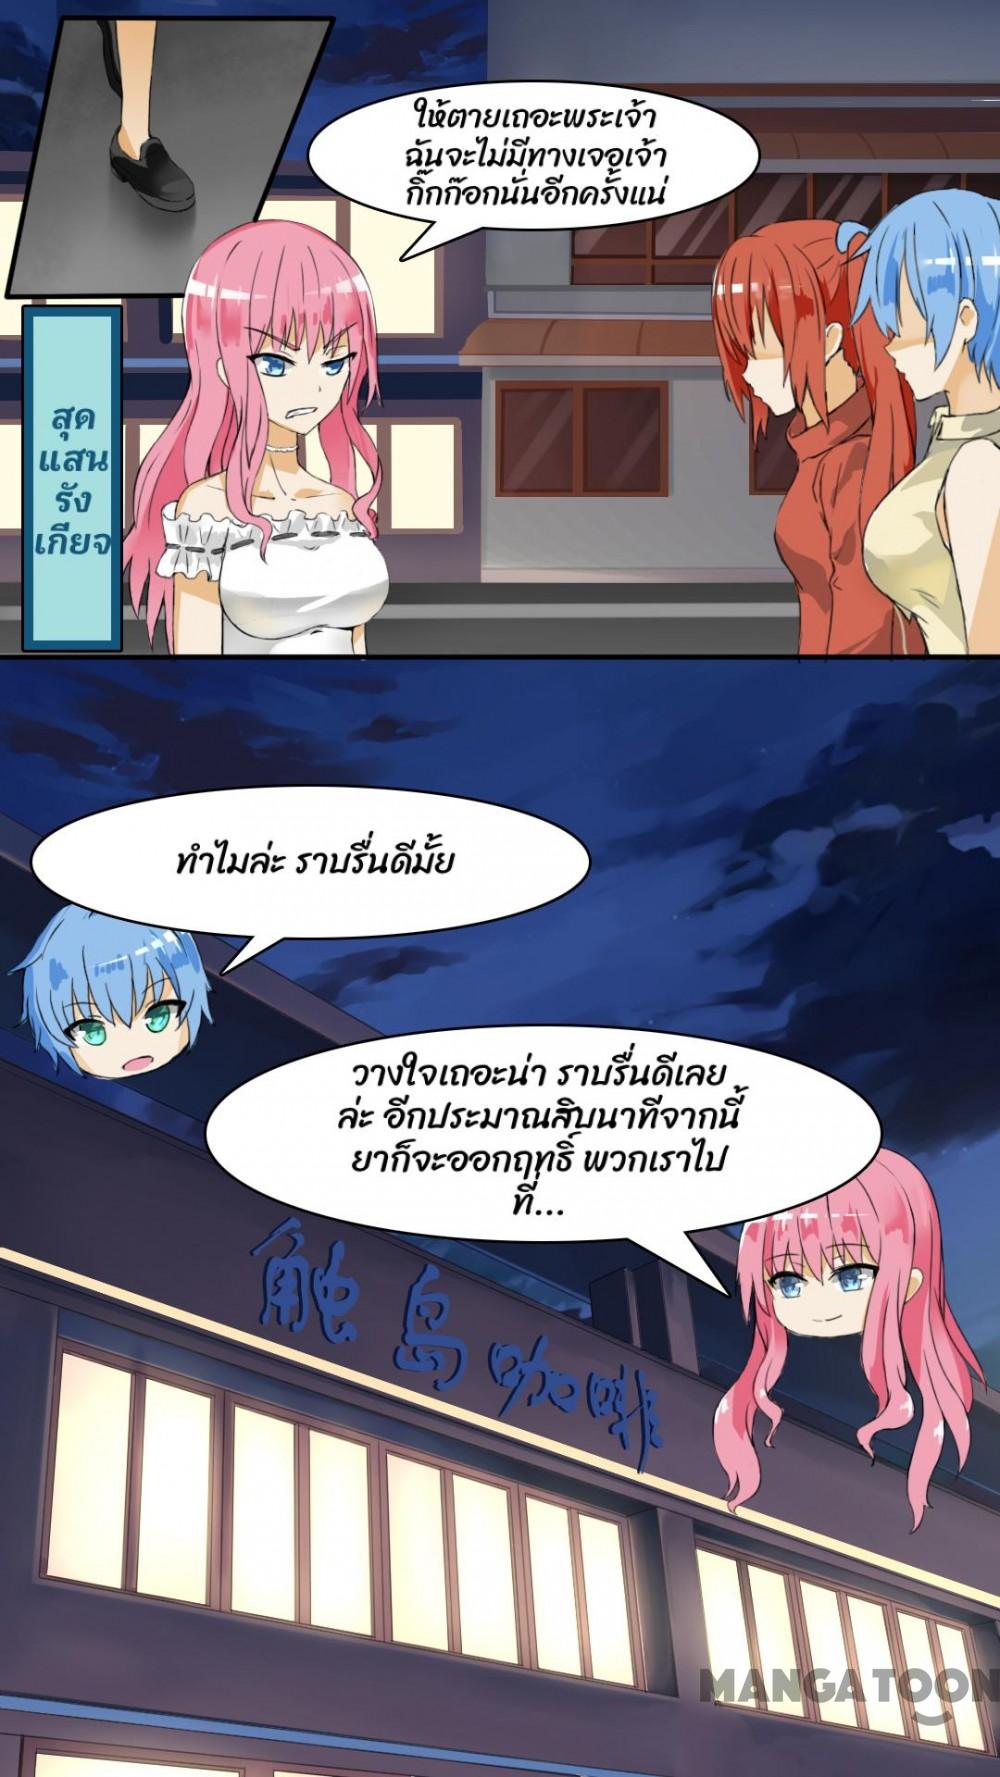 ให้ตายเถอะพระเจ้า
ฉันจะไม่มีทางเจอเจ้า
กิ๊กก๊อกนั่นอีกครั้งแน่
สุด
แสน
รัง
เกียจ
ทำไมล่ะ ราบรื่นดีมั้ย
วางใจเถอะน่า ราบรื่นดีเลย
ล่ะ อีกประมาณสิบนาทีจากนี้
ยาก็จะออกฤทธิ์ พวกเราไป
ที่...
触岛咖啡
MANGATOON